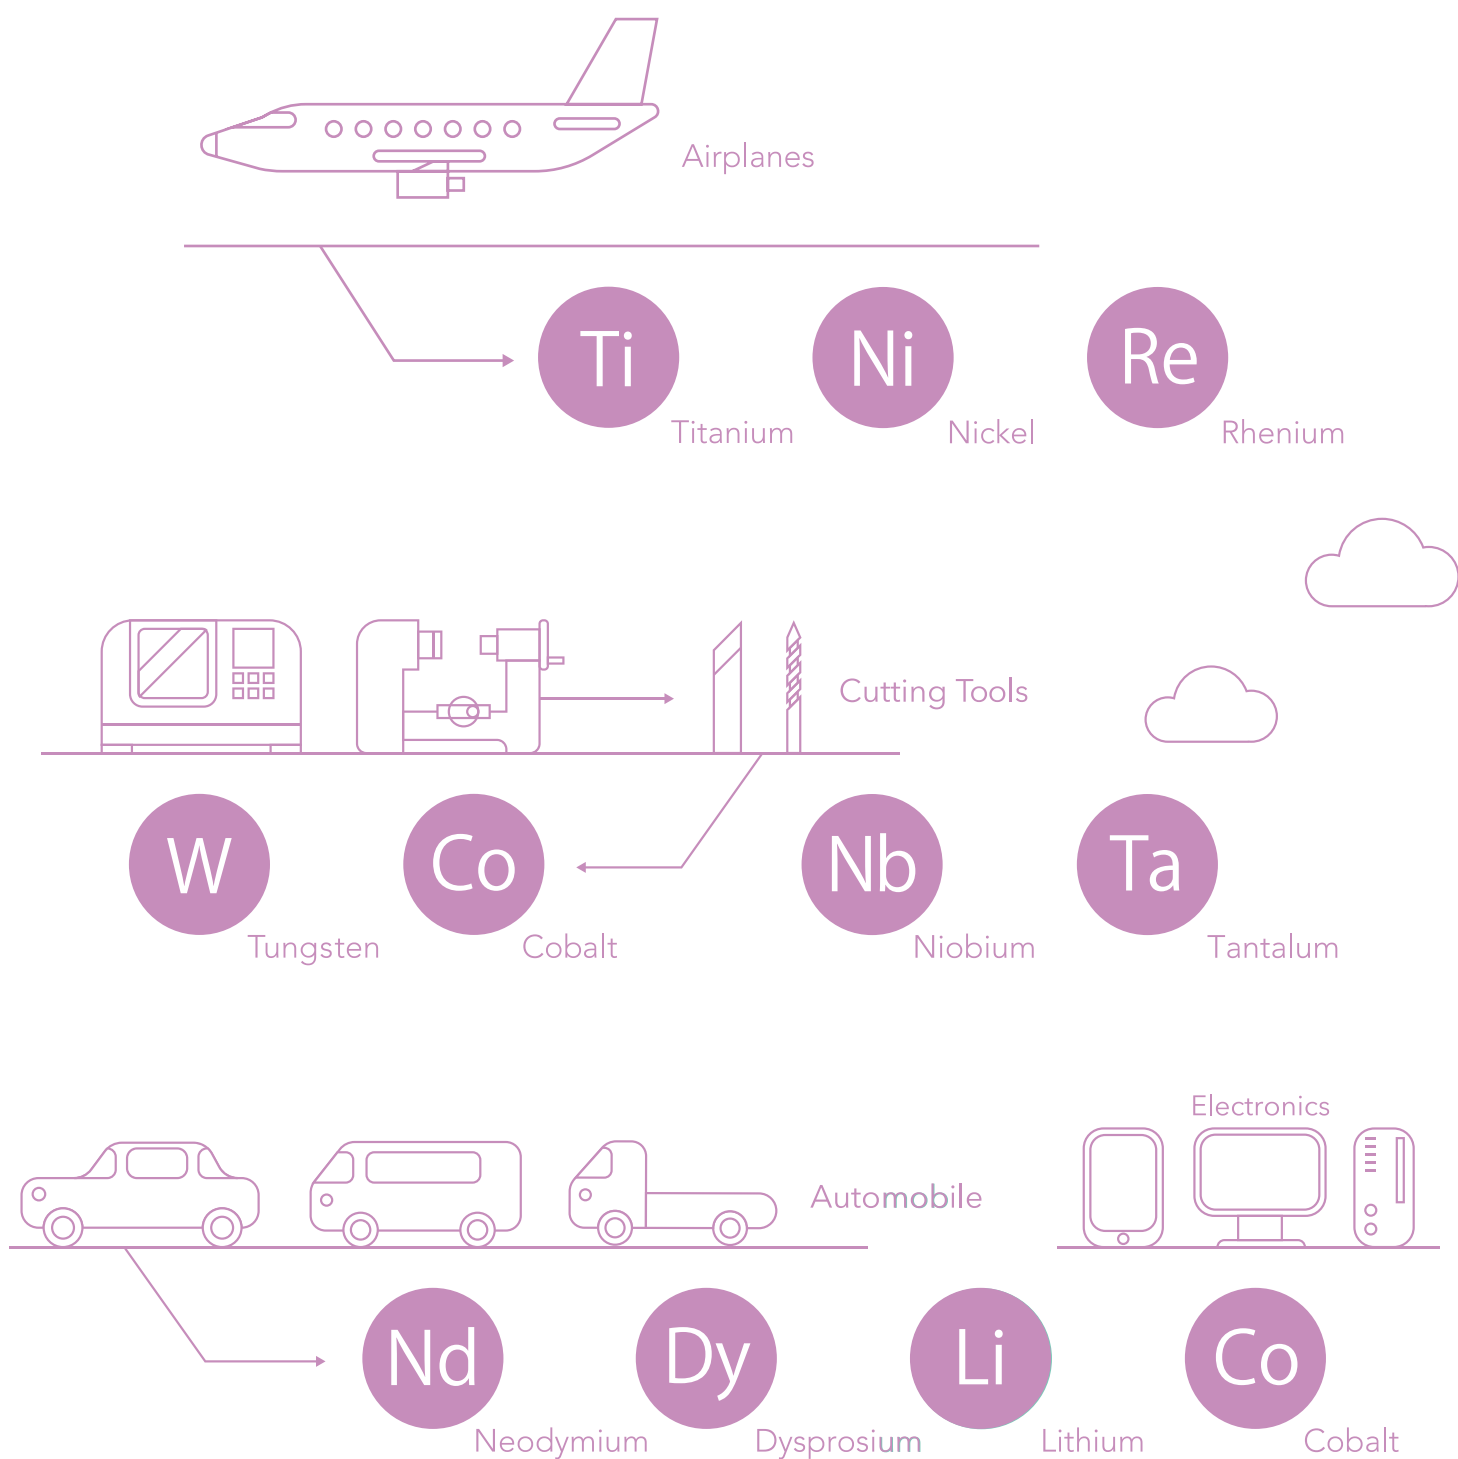 Airplanes
Ti
Ni
Re
Titanium
Nickel
Rhenium
Cutting Tools
W
Co
Nb
Ta
Tungsten
Cobalt
Niobium
Tantalum
Electronics
Automobile
Nd
Dy
Li
Co
Neodymium
Dysprosium
Lithium
Cobalt